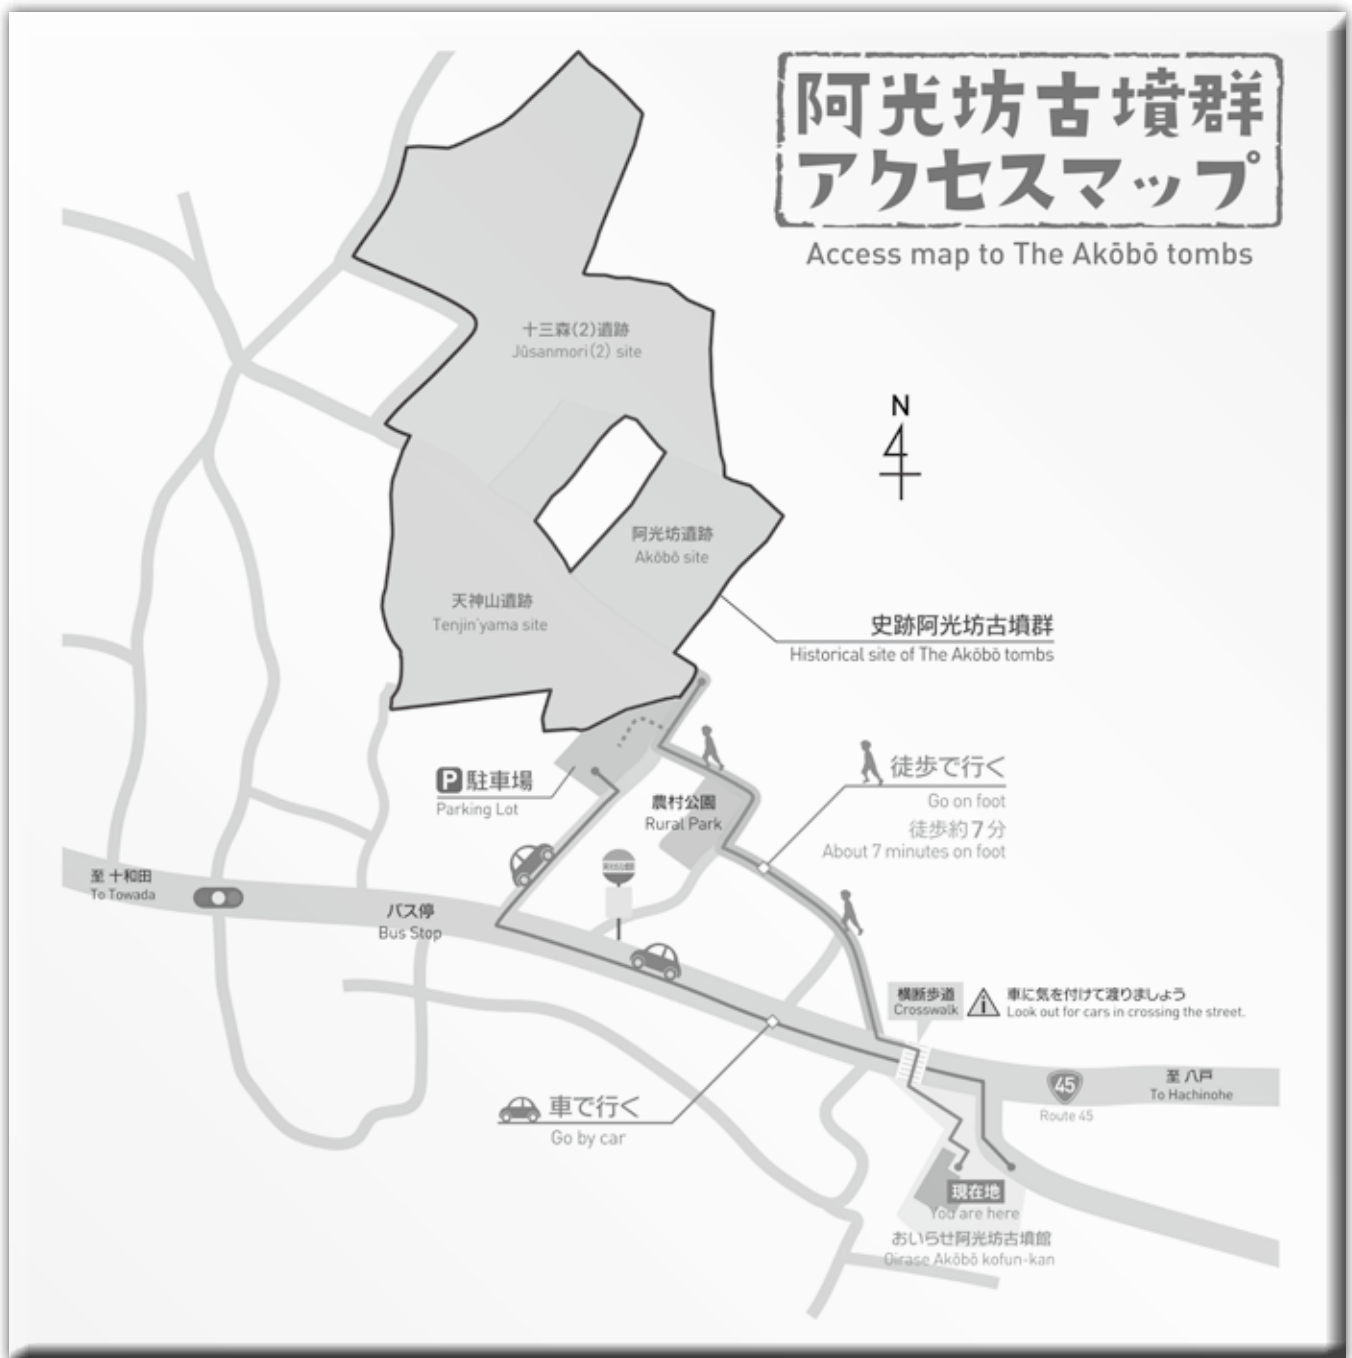 阿光坊古墳群
アクセスマップ
Access map to The Akōbō tombs
十三森(2)遺跡
Jūsanmori(2) site
N
阿光坊遺跡
Akōbō site
天神山遺跡
Tenjin'yama site
史跡阿光坊古墳群
Historical site of The Akōbō tombs
P 駐車場
Parking Lot
農村公園
Rural Park
徒歩で行く
Go on foot
徒歩約7分
About 7 minutes on foot
至 十和田
To Towada
バス停
Bus Stop
横断歩道
Crosswalk
車に気を付けて渡りましょう
Look out for cars in crossing the street.
45
Route 45
至 八戸
To Hachinohe
車で行く
Go by car
現在地
You are here
おいらせ阿光坊古墳館
Oirase Akōbō kofun-kan